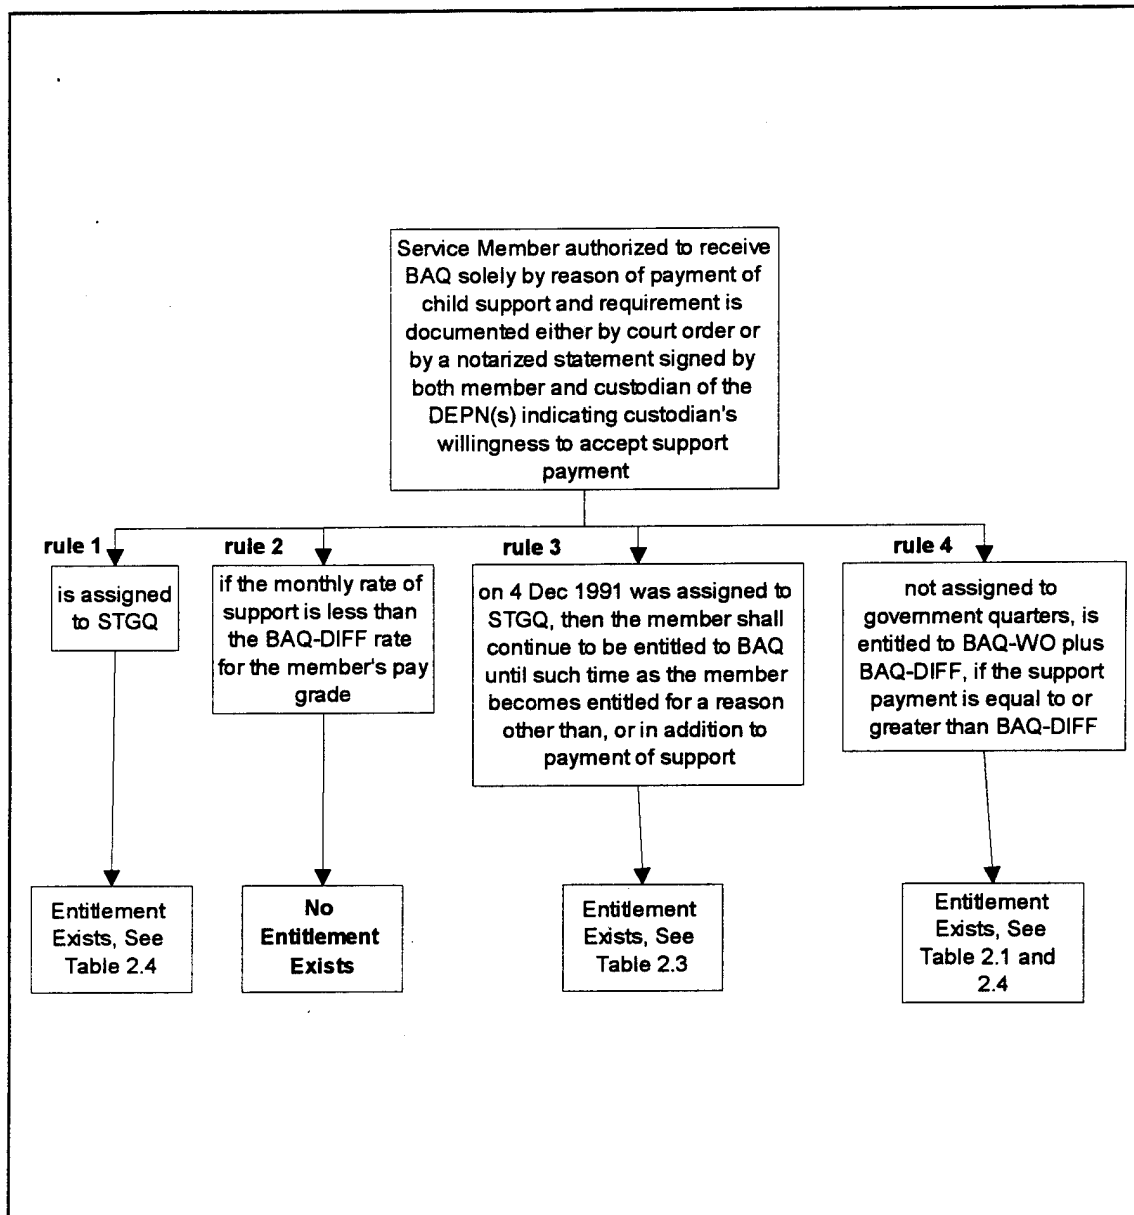 Service Member authorized to receive
BAQ solely by reason of payment of
child support and requirement is
documented either by court order or
by a notarized statement signed by
both member and custodian of the
DEPN(s) indicating custodian's
willingness to accept support
payment
rule 1
is assigned
to STGQ
rule 2
if the monthly rate of
support is less than
the BAQ-DIFF rate
for the member's pay
grade
rule 3
on 4 Dec 1991 was assigned to
STGQ, then the member shall
continue to be entitled to BAQ
until such time as the member
becomes entitled for a reason
other than, or in addition to
payment of support
rule 4
not assigned to
government quarters, is
entitled to BAQ-WO plus
BAQ-DIFF, if the support
payment is equal to or
greater than BAQ-DIFF
Entitlement
Exists, See
Table 2.4
No
Entitlement
Exists
Entitlement
Exists, See
Table 2.3
Entitlement
Exists, See
Table 2.1 and
2.4